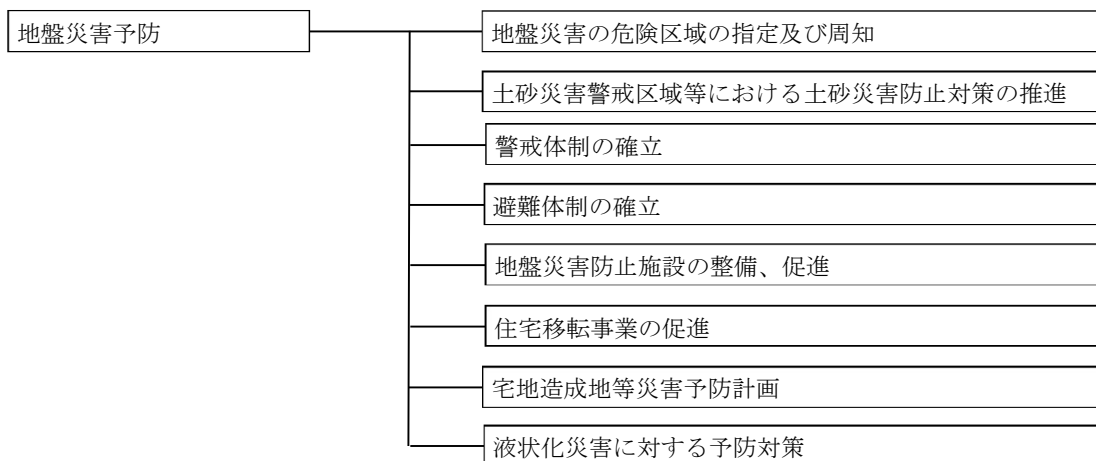 地盤災害予防
地盤災害の危険区域の指定及び周知
土砂災害警戒区域等における土砂災害防止対策の推進
警戒体制の確立
避難体制の確立
地盤災害防止施設の整備、促進
住宅移転事業の促進
宅地造成地等災害予防計画
液状化災害に対する予防対策